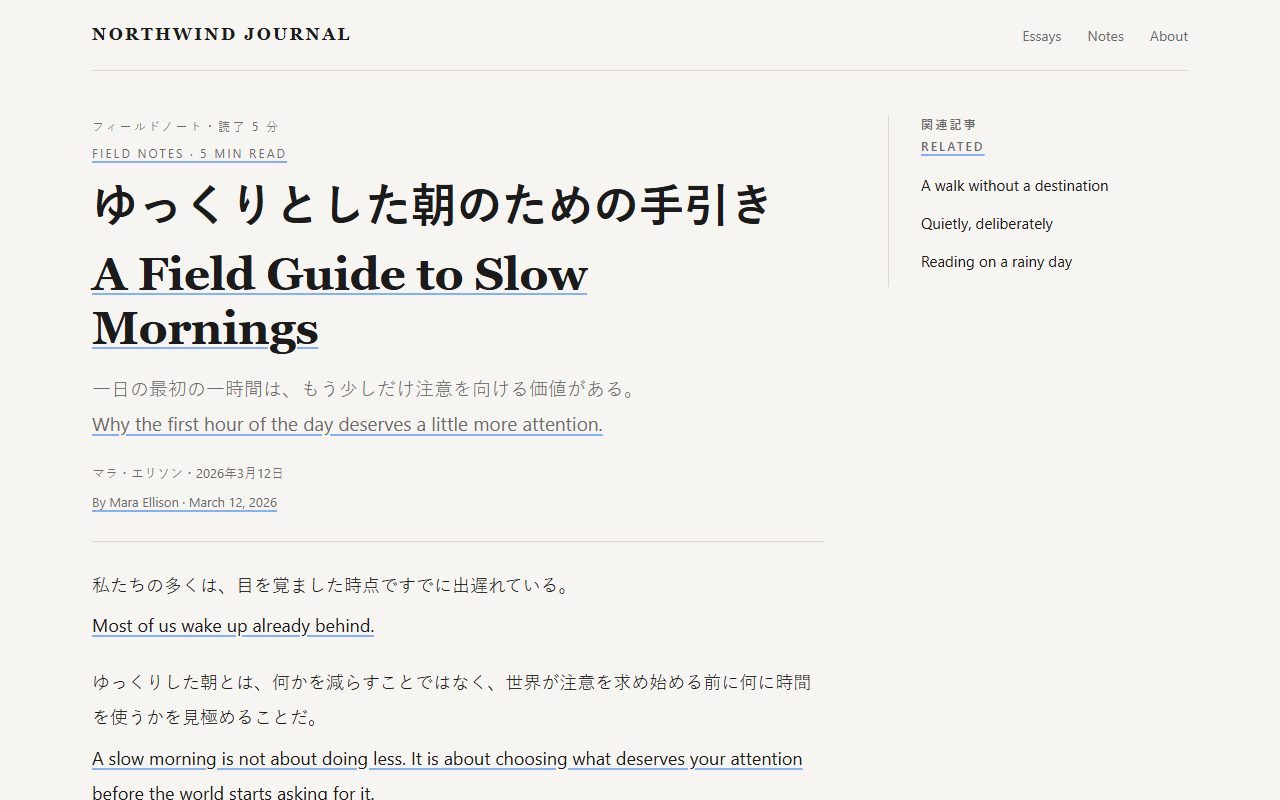 NORTHWIND JOURNAL
Essays Notes About
フィールドノート・読了 5 分
FIELD NOTES · 5 MIN READ
ゆっくりとした朝のための手引き
A Field Guide to Slow
Mornings
一日の最初の一時間は、もう少しだけ注意を向ける価値がある。
Why the first hour of the day deserves a little more attention.
マラ・エリソン・2026年3月12日
By Mara Ellison · March 12, 2026
私たちの多くは、目を覚ました時点ですでに出遅れている。
Most of us wake up already behind.
ゆっくりした朝とは、何かを減らすことではなく、世界が注意を求め始める前に何に時間
を使うかを見極めることだ。
A slow morning is not about doing less. It is about choosing what deserves your attention
before the world starts asking for it.
関連記事
RELATED
A walk without a destination
Quietly, deliberately
Reading on a rainy day